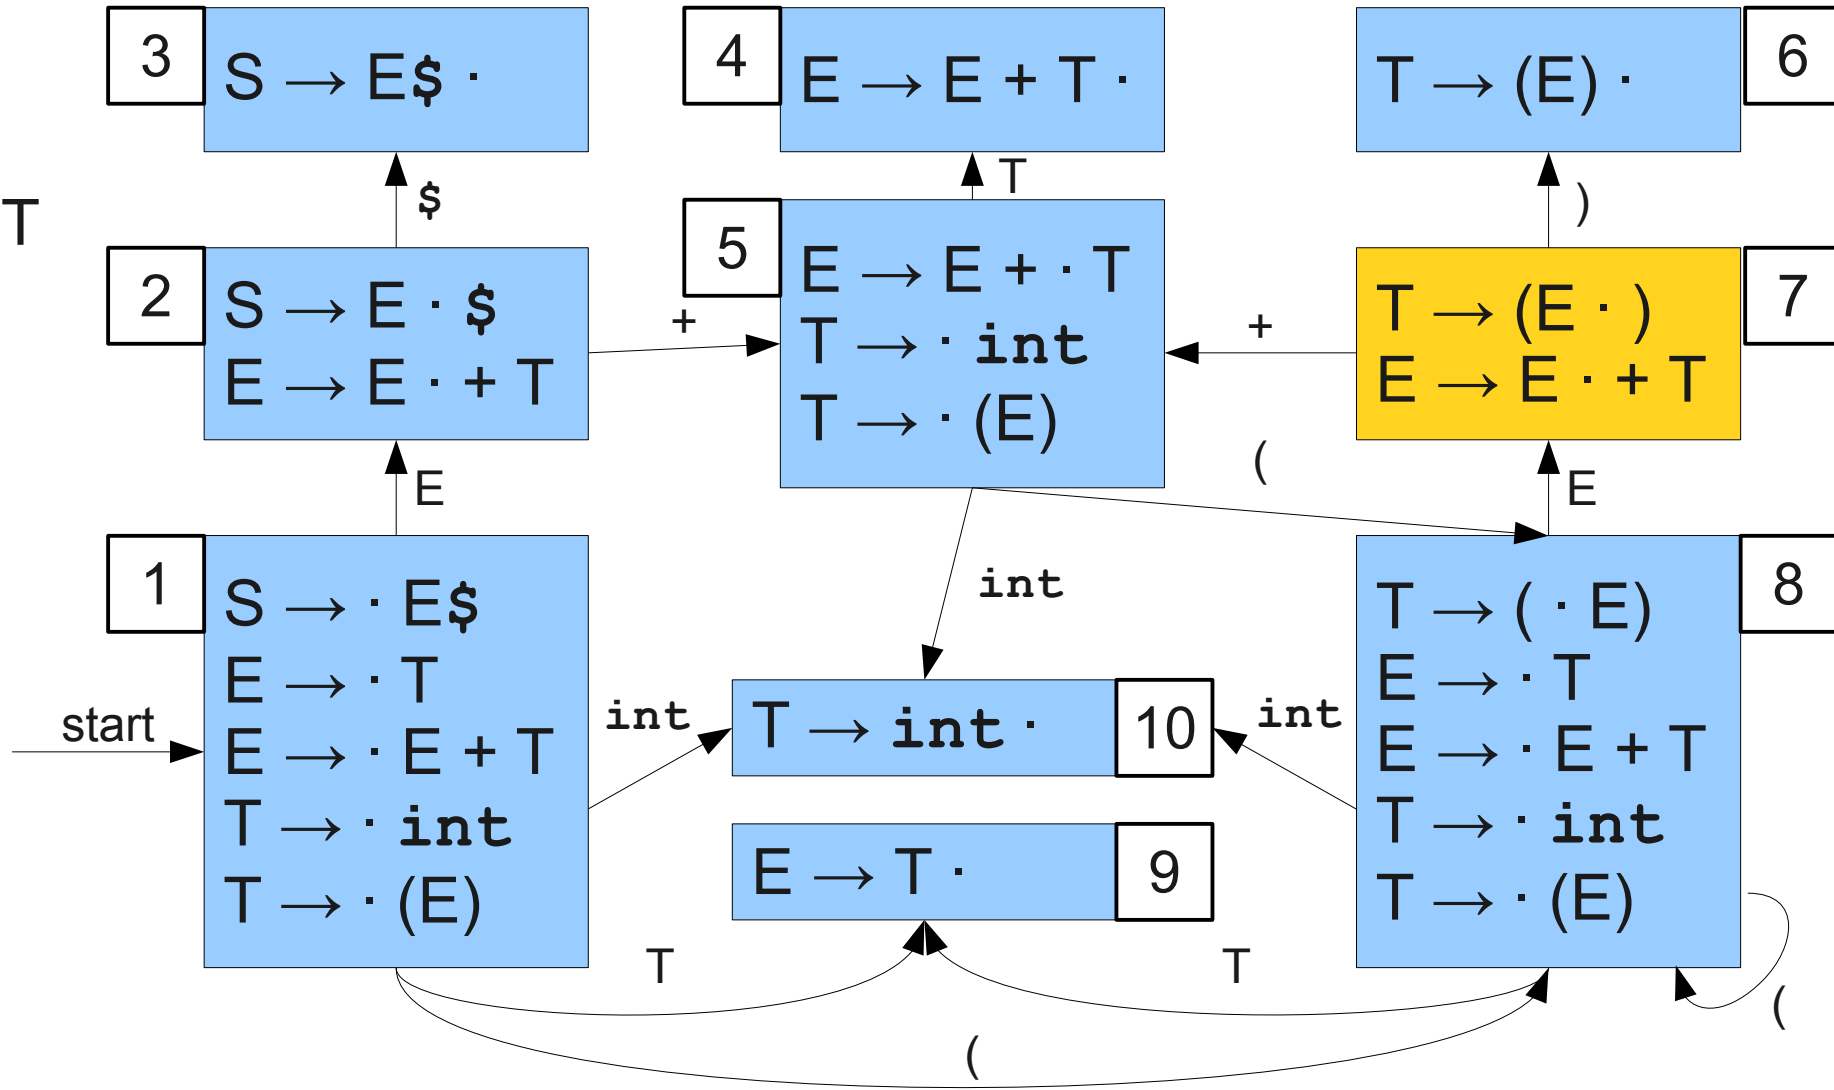 3
S → E$ ·
4
E → E + T ·
T → (E) ·
6
$
T
)
T
2
S → E · $
E → E · + T
+
5
E → E + · T
T → · int
T → · (E)
+
T → (E · )
E → E · + T
7
E
(
E
int
start
1
S → · E$
E → · T
E → · E + T
T → · int
T → · (E)
int
T → int ·
10
int
E → T ·
9
8
T → ( · E)
E → · T
E → · E + T
T → · int
T → · (E)
T
T
(
(